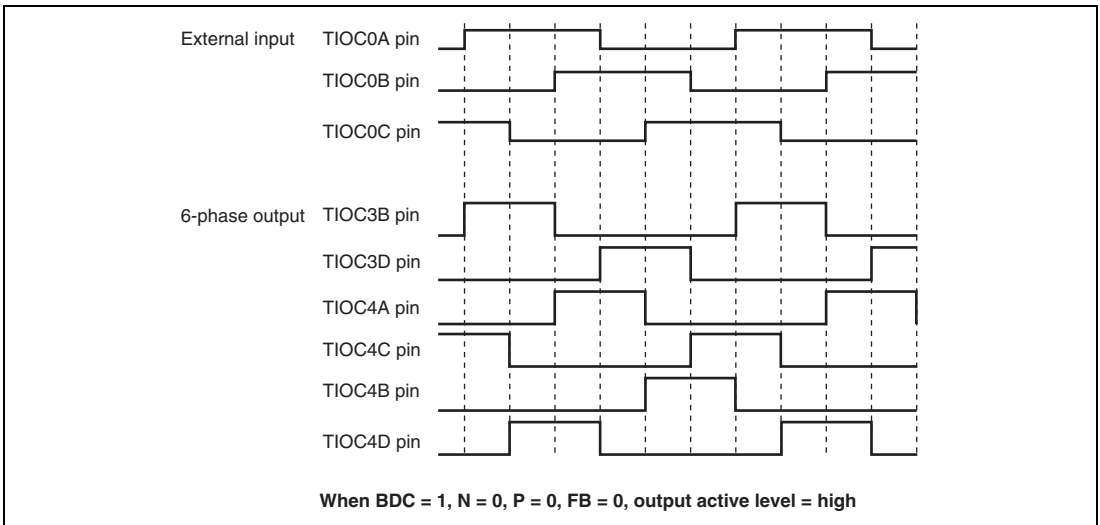 External input TIOC0A pin
TIOC0B pin
TIOC0C pin
6-phase output TIOC3B pin
TIOC3D pin
TIOC4A pin
TIOC4C pin
TIOC4B pin
TIOC4D pin
When BDC = 1, N = 0, P = 0, FB = 0, output active level = high